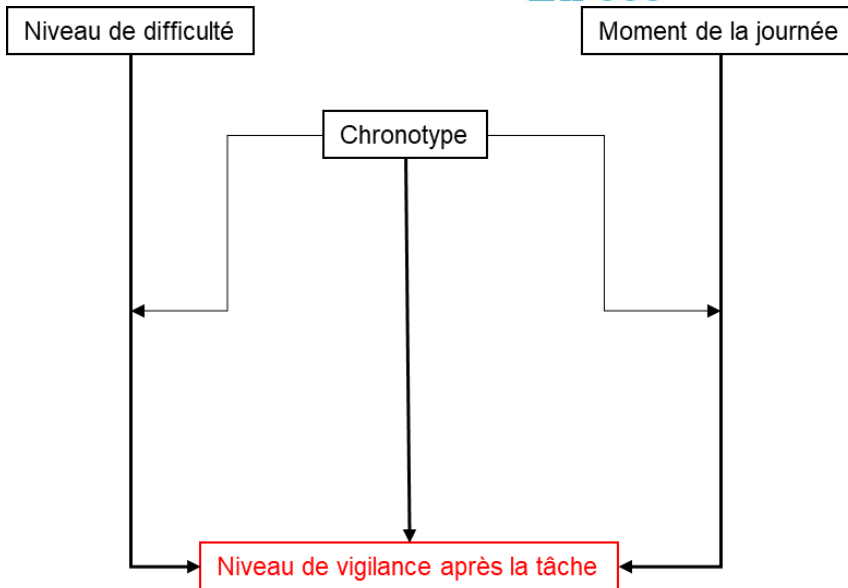 Niveau de difficulté
Moment de la journée
Chronotype
Niveau de vigilance après la tâche